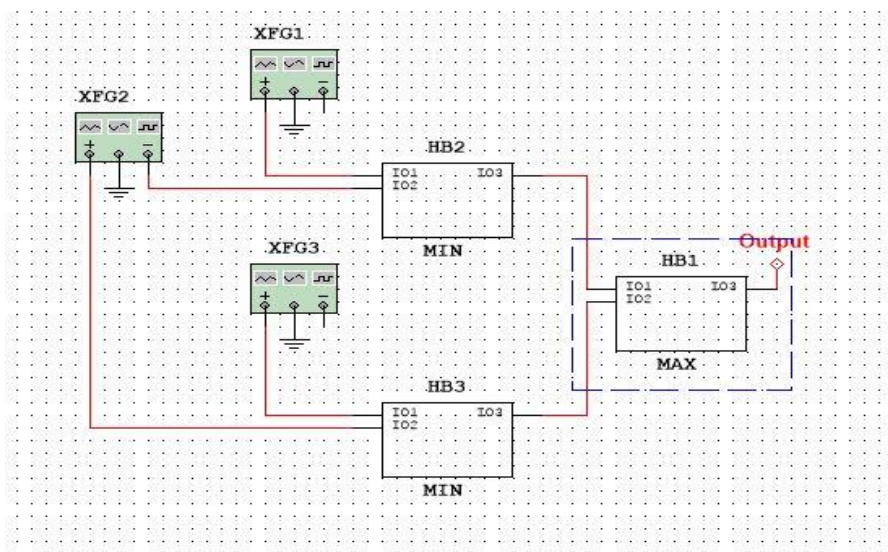 XFG1
XFG2
+ −
+ −
HB2
IO1 IO3
IO2
MIN
Output
XFG3
HB1
+ −
IO1 IO3
IO2
MAX
HB3
IO1 IO3
IO2
MIN